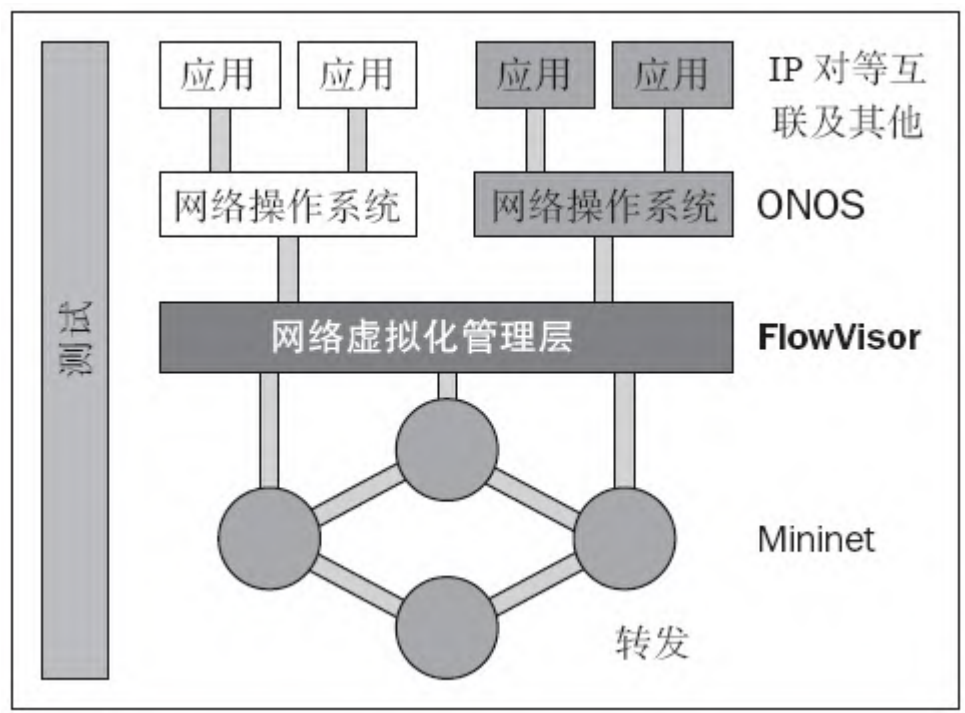 应用
应用
应用
应用
IP 对等互
联及其他
网络操作系统
网络操作系统
ONOS
测试
网络虚拟化管理层
FlowVisor
Mininet
转发